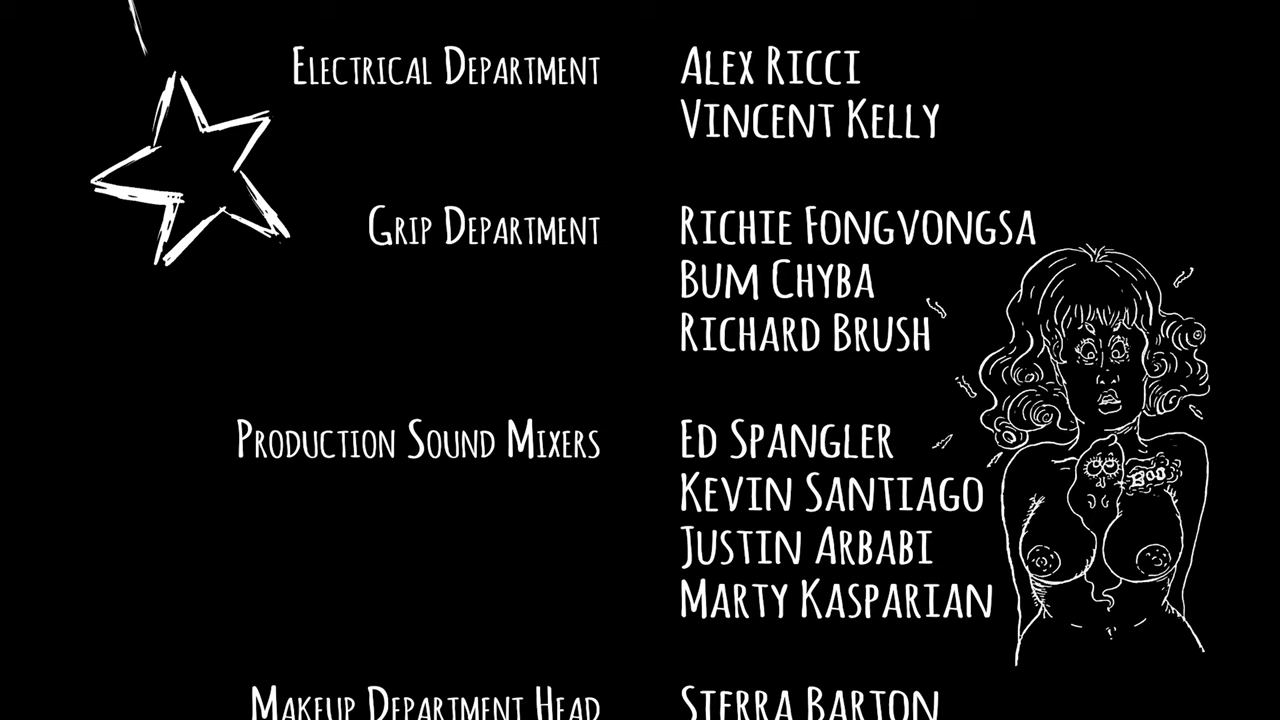 Electrical Department Alex Ricci
Vincent Kelly
Grip Department Richie Fongvongsa
Bum Chyba
Richard Brush
Production Sound Mixers Ed Spangler
Kevin Santiago
Justin Arbabi
Marty Kasparian
Boo
Makeup Department Head Sierra Barton